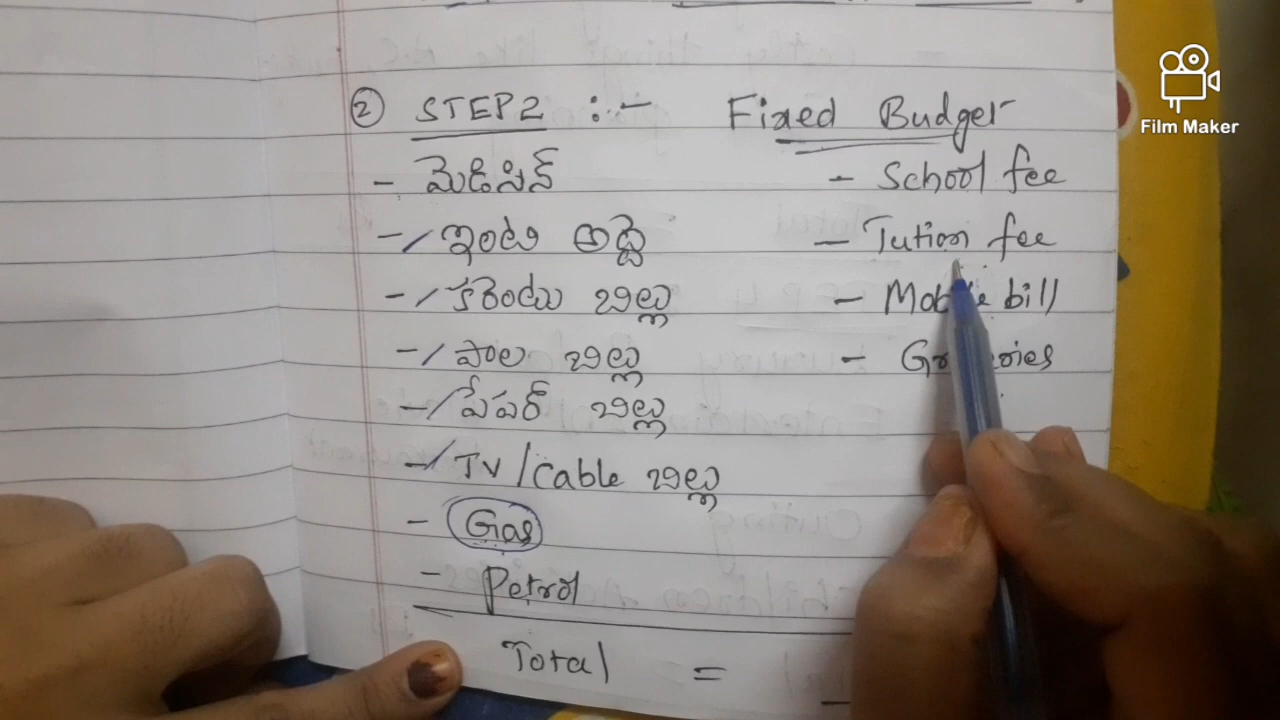 ② STEP2 :- Fixed Budget
- మెడిసిన్ - School fee
- ఇంటి అద్దె - Tution fee
- కరెంటు బిల్లు - Mobile bill
- పాల బిల్లు - Groceries
- పేపర్ బిల్లు
- TV/cable బిల్లు
- Gas
- Petrol
Total =
Film Maker